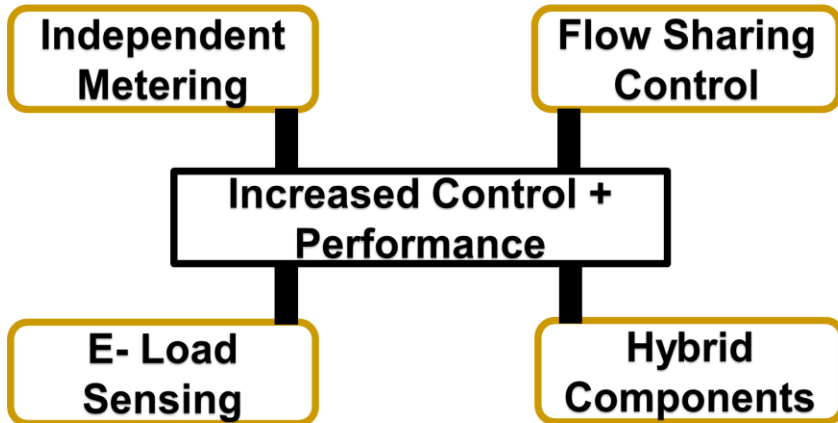 Independent
Metering
Flow Sharing
Control
Increased Control +
Performance
E- Load
Sensing
Hybrid
Components